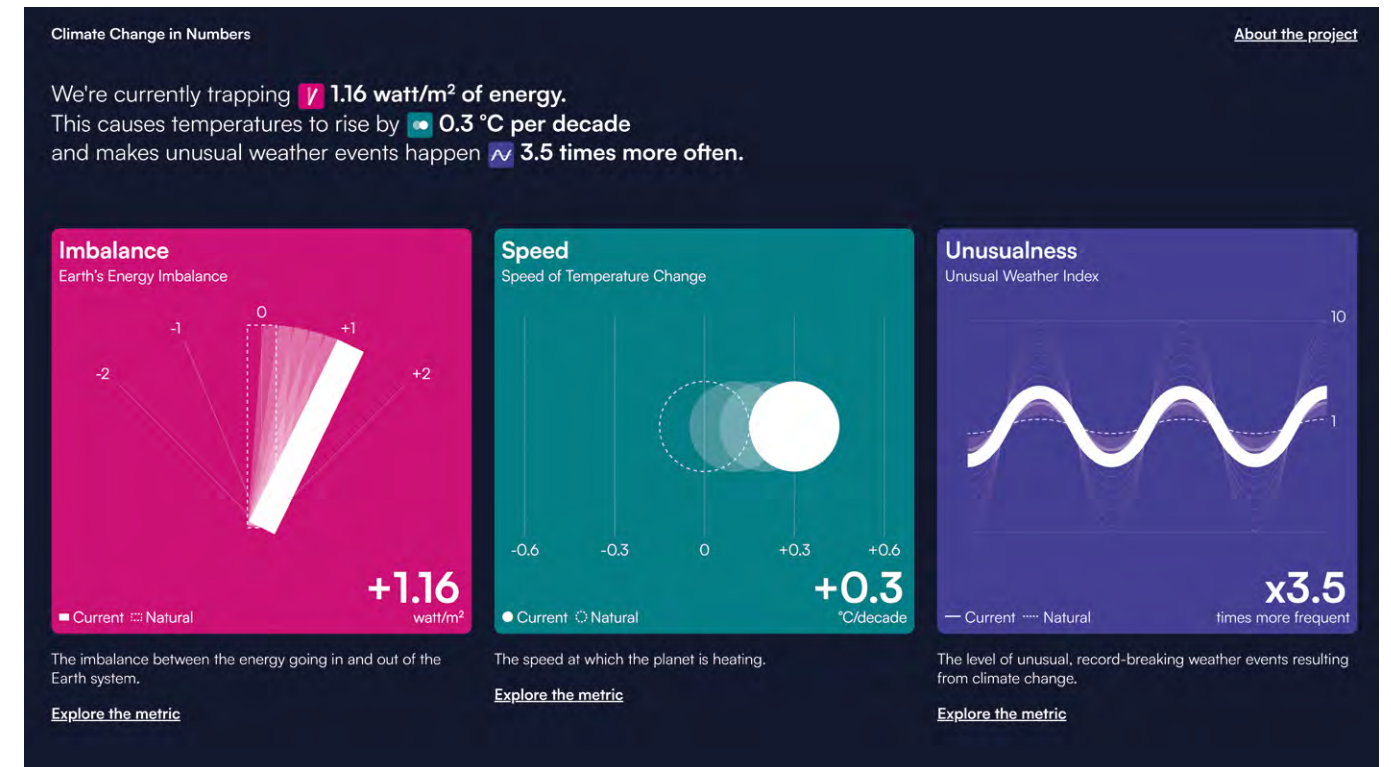 Climate Change in Numbers
About the project
We're currently trapping 1.16 watt/m² of energy.
This causes temperatures to rise by 0.3 °C per decade
and makes unusual weather events happen 3.5 times more often.
Imbalance
Earth's Energy Imbalance
0
-1
+1
-2
+2
+1.16
Current Natural
watt/m²
The imbalance between the energy going in and out of the
Earth system.
Explore the metric
Speed
Speed of Temperature Change
-0.6 -0.3 0 +0.3 +0.6
+0.3
Current Natural
°C/decade
The speed at which the planet is heating.
Explore the metric
Unusualness
Unusual Weather Index
10
1
x3.5
Current Natural
times more frequent
The level of unusual, record-breaking weather events resulting
from climate change.
Explore the metric